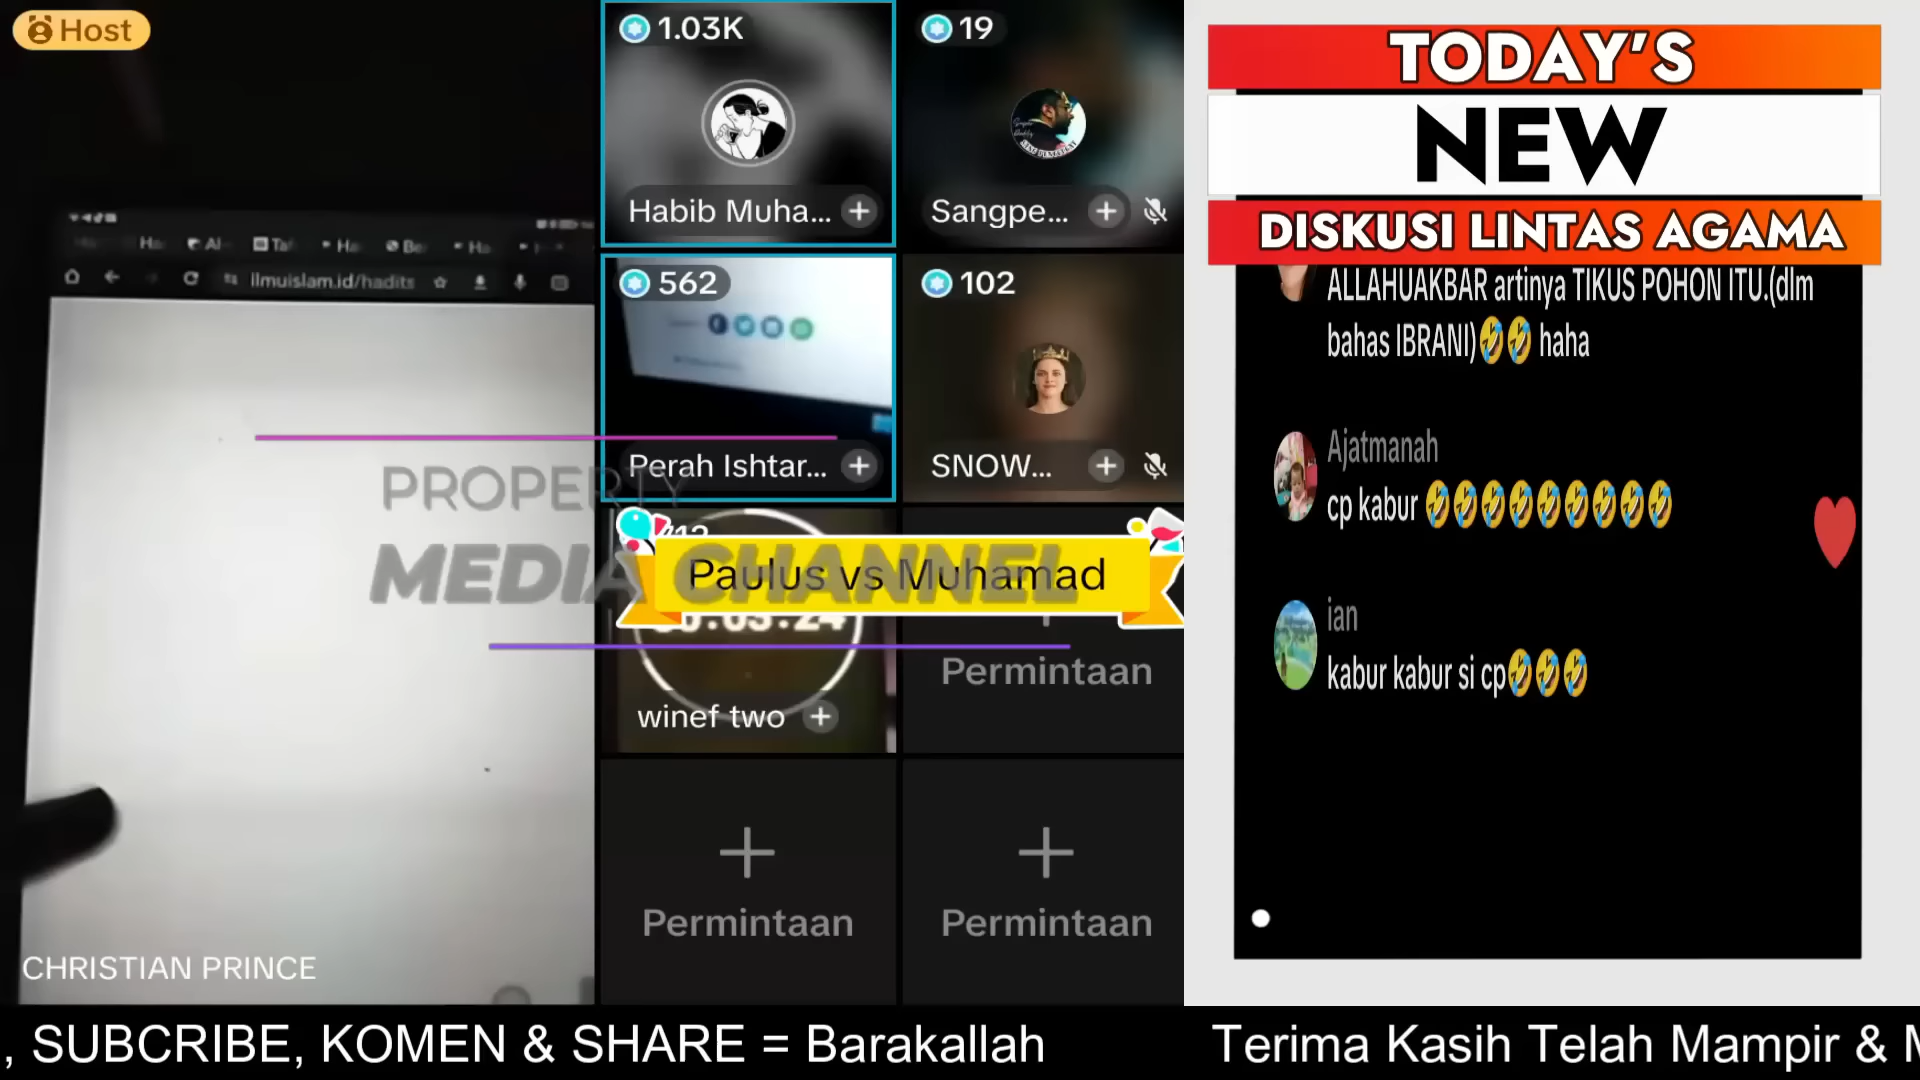 Host
1.03K
19
Habib Muha...
Sangpe...
562
102
Perah Ishtar...
SNOW...
ilmuislam.id/hadits
PROPERTY
MEDIA CHANNEL
Paulus vs Muhamad
winef two
Permintaan
Permintaan
Permintaan
CHRISTIAN PRINCE
TODAY'S
NEW
DISKUSI LINTAS AGAMA
ALLAHUAKBAR artinya TIKUS POHON ITU.(dlm
bahas IBRANI)🤣🤣 haha
Ajatmanah
cp kabur 🤣🤣🤣🤣🤣🤣🤣🤣🤣
ian
kabur kabur si cp🤣🤣🤣
, SUBCRIBE, KOMEN & SHARE = Barakallah
Terima Kasih Telah Mampir & M